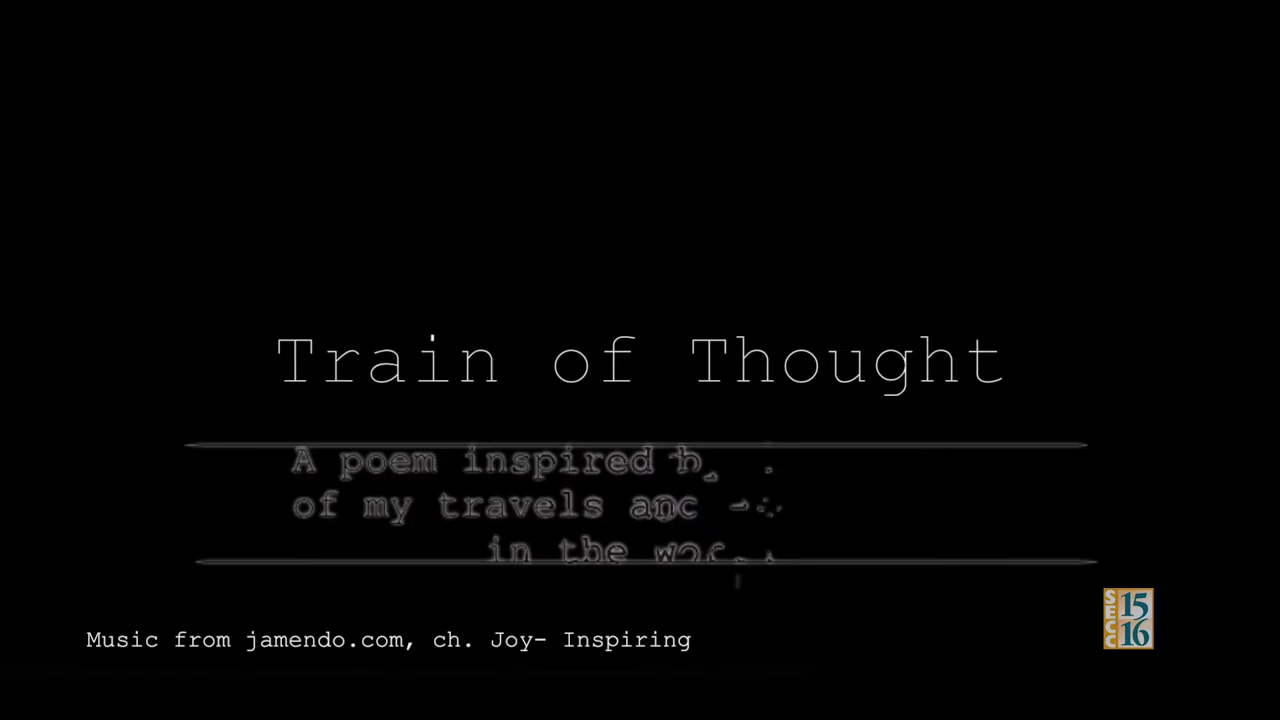 Train of Thought
A poem inspired
of my travels
in the
Music from jamendo.com, ch. Joy- Inspiring
SECC
15
16